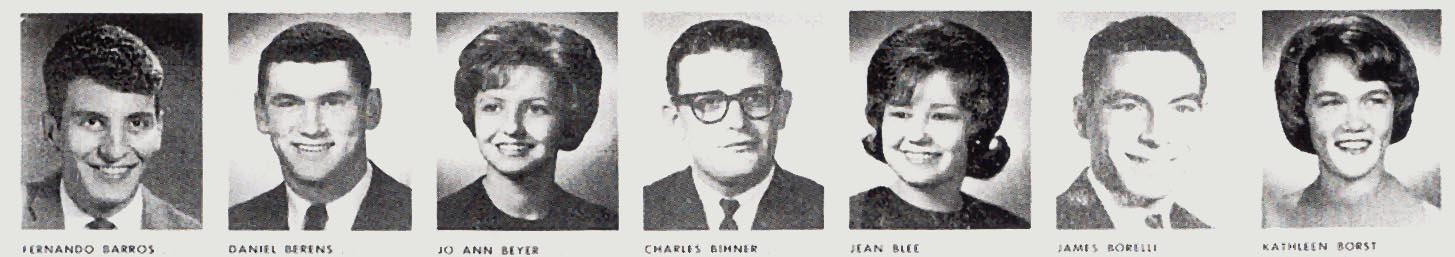 FERNANDO BARROS
DANIEL BERENS
JO ANN BEYER
CHARLES BIHNER
JEAN BLEE
JAMES BORELLI
KATHLEEN BORST